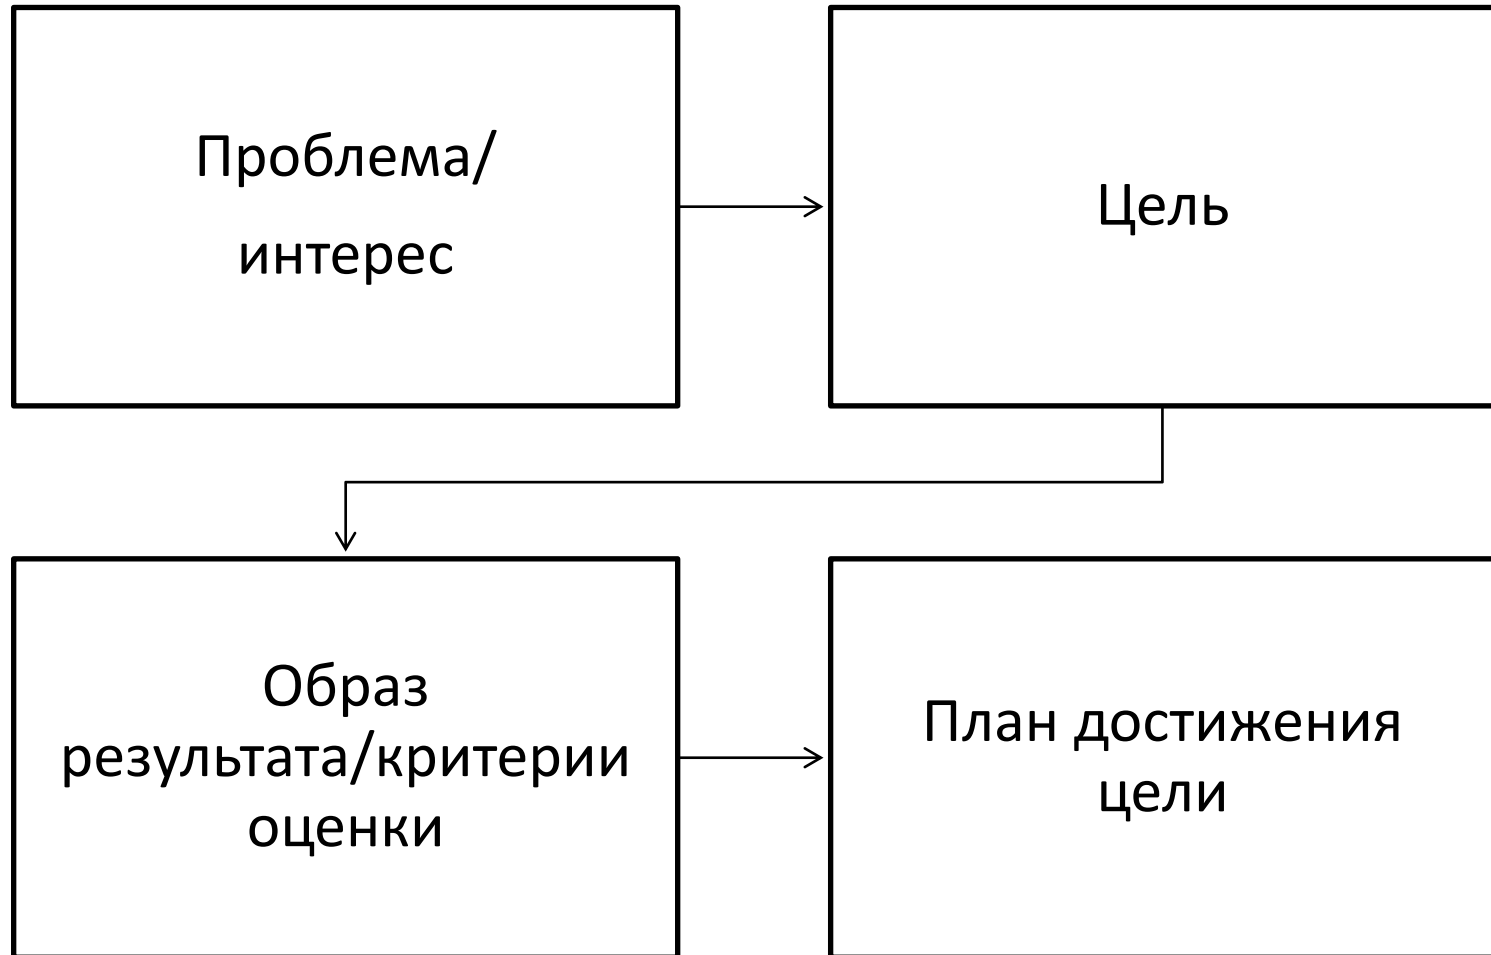 Проблема/
интерес
Цель
Образ
результата/критерии
оценки
План достижения
цели